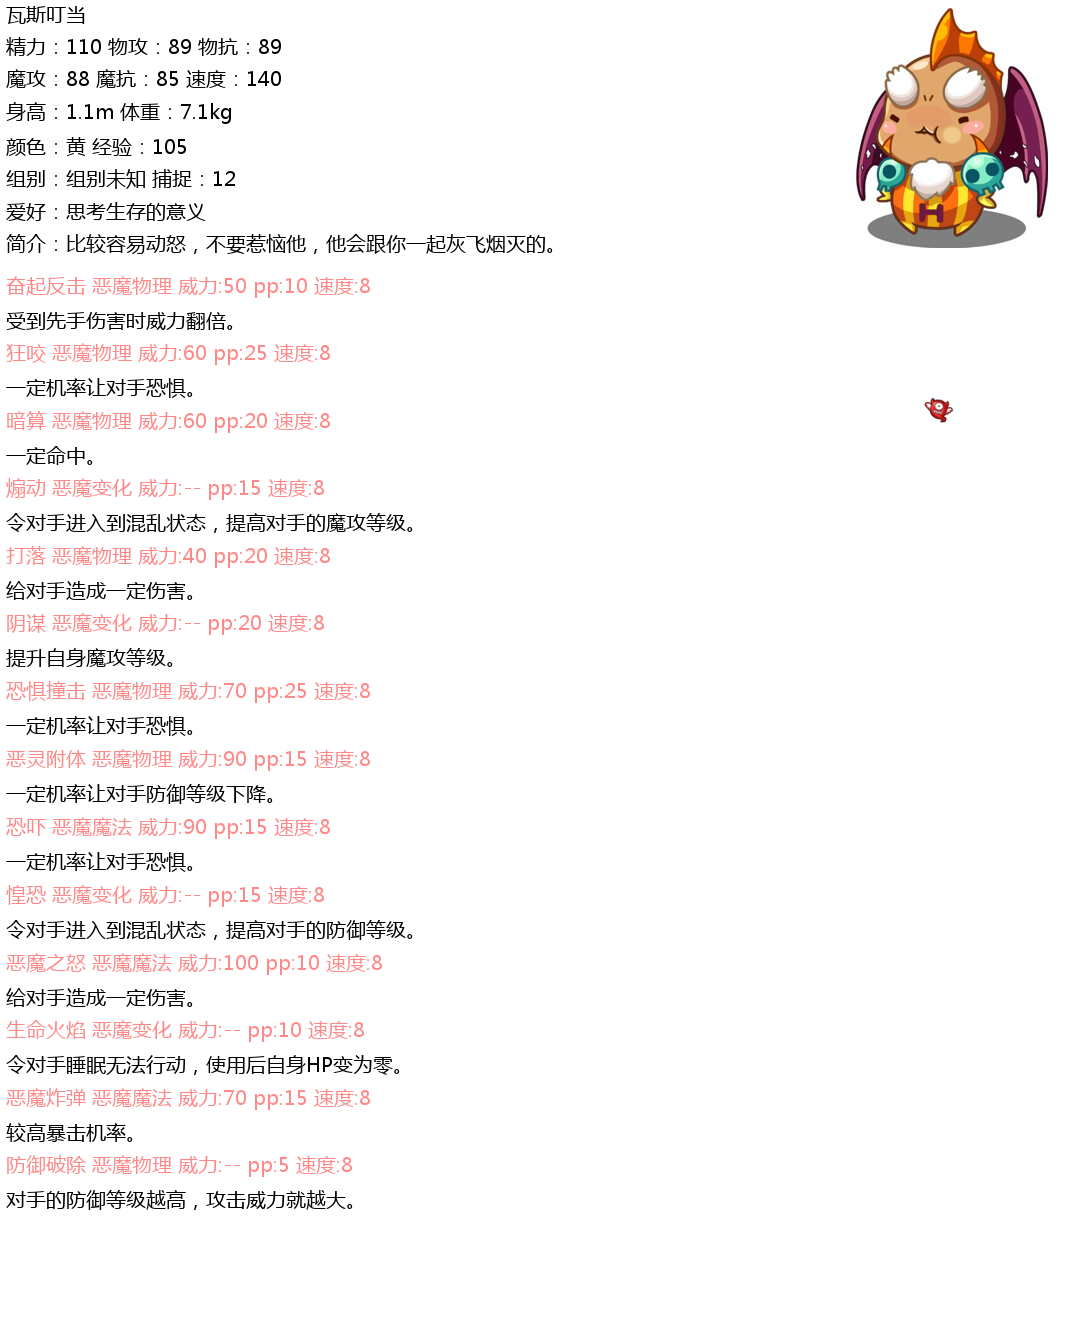 瓦斯叮当
精力：110 物攻：89 物抗：89
魔攻：88 魔抗：85 速度：140
身高：1.1m 体重：7.1kg
颜色：黄 经验：105
组别：组别未知 捕捉：12
爱好：思考生存的意义
简介：比较容易动怒，不要惹恼他，他会跟你一起灰飞烟灭的。
奋起反击 恶魔物理 威力:50 pp:10 速度:8
受到先手伤害时威力翻倍。
狂咬 恶魔物理 威力:60 pp:25 速度:8
一定机率让对手恐惧。
暗算 恶魔物理 威力:60 pp:20 速度:8
一定命中。
煽动 恶魔变化 威力:-- pp:15 速度:8
令对手进入到混乱状态，提高对手的魔攻等级。
打落 恶魔物理 威力:40 pp:20 速度:8
给对手造成一定伤害。
阴谋 恶魔变化 威力:-- pp:20 速度:8
提升自身魔攻等级。
恐惧撞击 恶魔物理 威力:70 pp:25 速度:8
一定机率让对手恐惧。
恶灵附体 恶魔物理 威力:90 pp:15 速度:8
一定机率让对手防御等级下降。
恐吓 恶魔魔法 威力:90 pp:15 速度:8
一定机率让对手恐惧。
惶恐 恶魔变化 威力:-- pp:15 速度:8
令对手进入到混乱状态，提高对手的防御等级。
恶魔之怒 恶魔魔法 威力:100 pp:10 速度:8
给对手造成一定伤害。
生命火焰 恶魔变化 威力:-- pp:10 速度:8
令对手睡眠无法行动，使用后自身HP变为零。
恶魔炸弹 恶魔魔法 威力:70 pp:15 速度:8
较高暴击机率。
防御破除 恶魔物理 威力:-- pp:5 速度:8
对手的防御等级越高，攻击威力就越大。
H